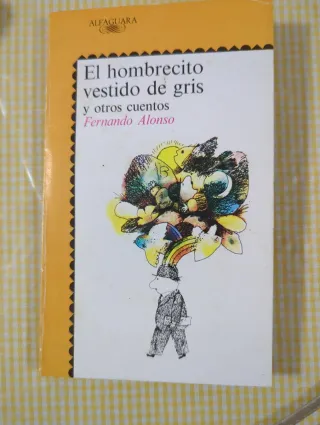 ALFAGUARA
El hombrecito
vestido de gris
y otros cuentos
Fernando Alonso